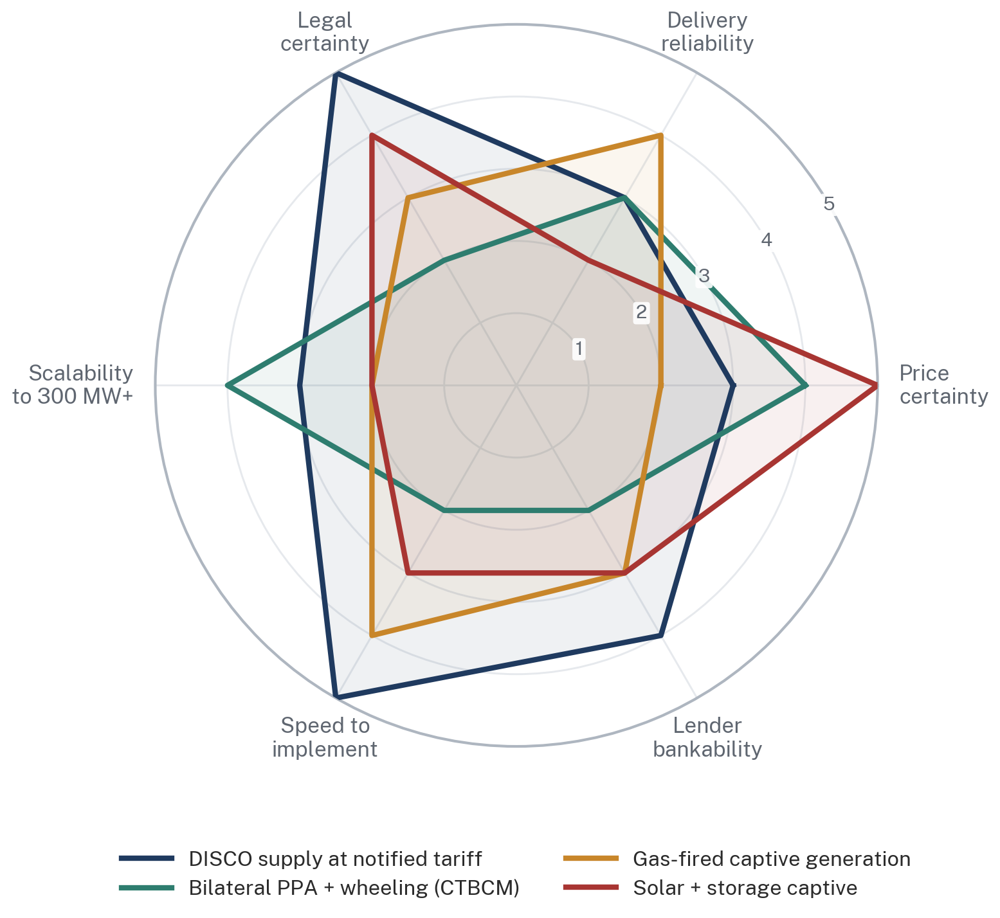 Legal
certainty
Delivery
reliability
5
4
3
2
1
Scalability
to 300 MW+
Price
certainty
Speed to
implement
Lender
bankability
DISCO supply at notified tariff
Bilateral PPA + wheeling (CTBCM)
Gas-fired captive generation
Solar + storage captive